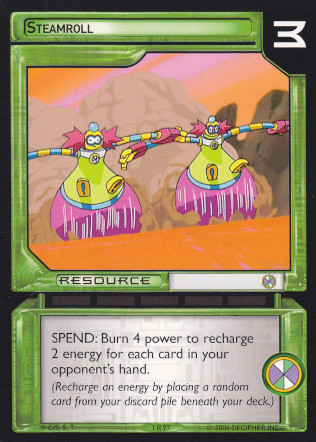 STEAMROLL
3
RESOURCE
SPEND: Burn 4 power to recharge
2 energy for each card in your
opponent's hand.
(Recharge an energy by placing a random
card from your discard pile beneath your deck.)
1 R 97
© 2004 DECIPHER INC.